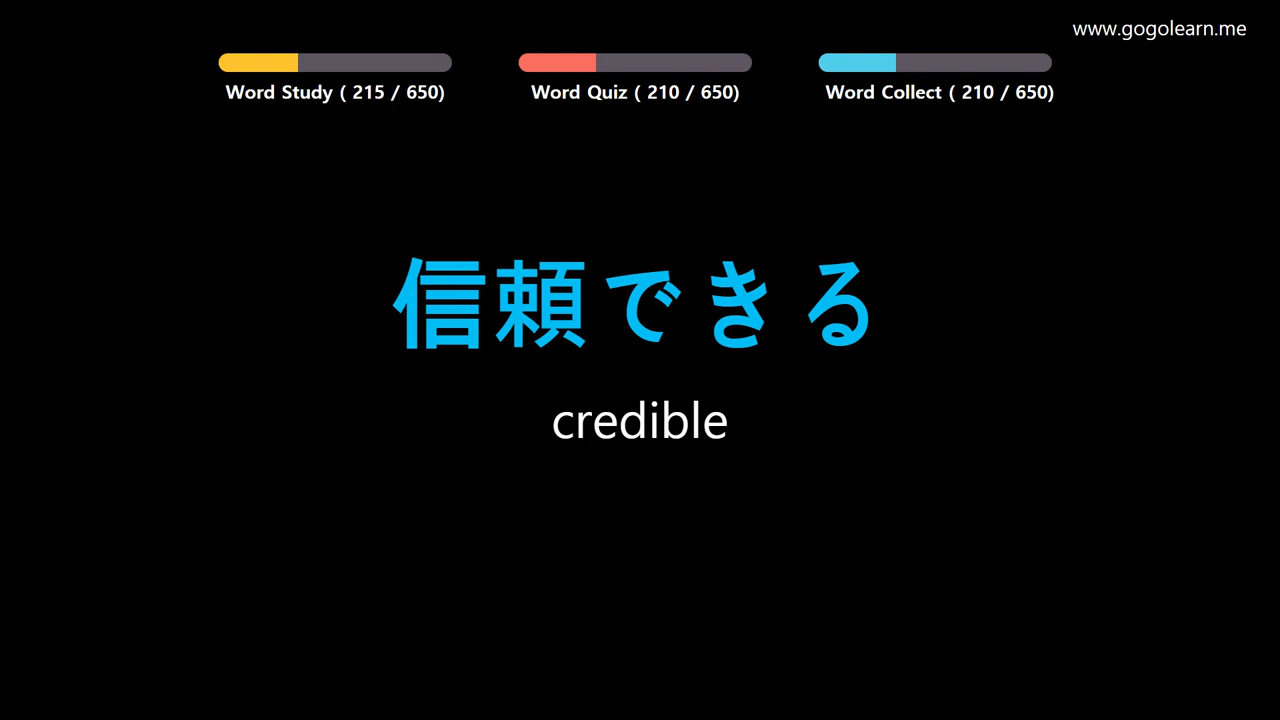 www.gogolearn.me
Word Study ( 215 / 650)
Word Quiz ( 210 / 650)
Word Collect ( 210 / 650)
信頼できる
credible